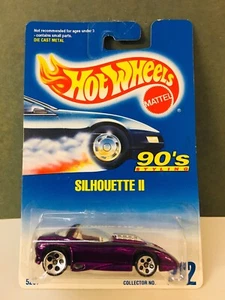 Not recommended for ages under 3
- contains small parts.
DIE CAST METAL
Hot Wheels
MATTEL
90's
STYLING
SILHOUETTE II
COLLECTOR NO.